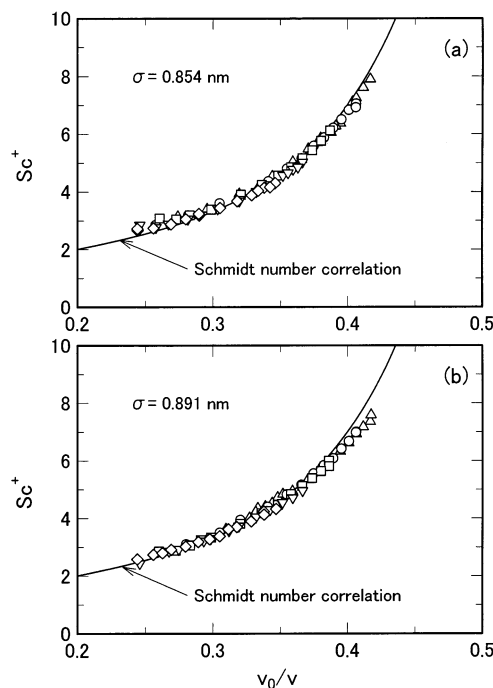 10
(a)
σ = 0.854 nm
8
6
Sc⁺
4
2
Schmidt number correlation
0
0.2
0.3
0.4
0.5
10
(b)
σ = 0.891 nm
8
6
Sc⁺
4
2
Schmidt number correlation
0
0.2
0.3
0.4
0.5
v₀/v